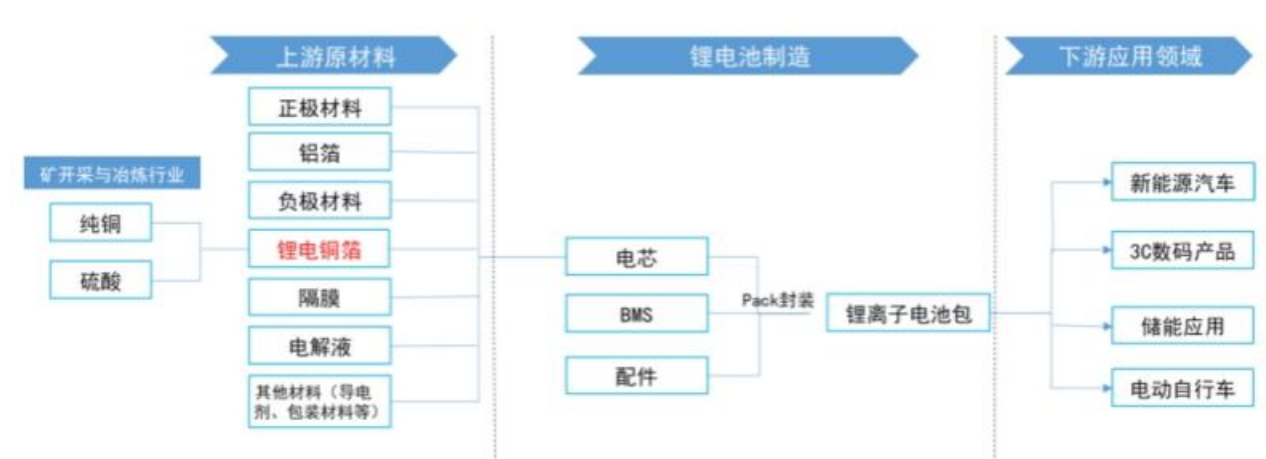 上游原材料
锂电池制造
下游应用领域
矿开采与冶炼行业
纯铜
硫酸
正极材料
铝箔
负极材料
锂电铜箔
隔膜
电解液
其他材料（导电
剂、包装材料等）
电芯
BMS
配件
Pack封装
锂离子电池包
新能源汽车
3C数码产品
储能应用
电动自行车